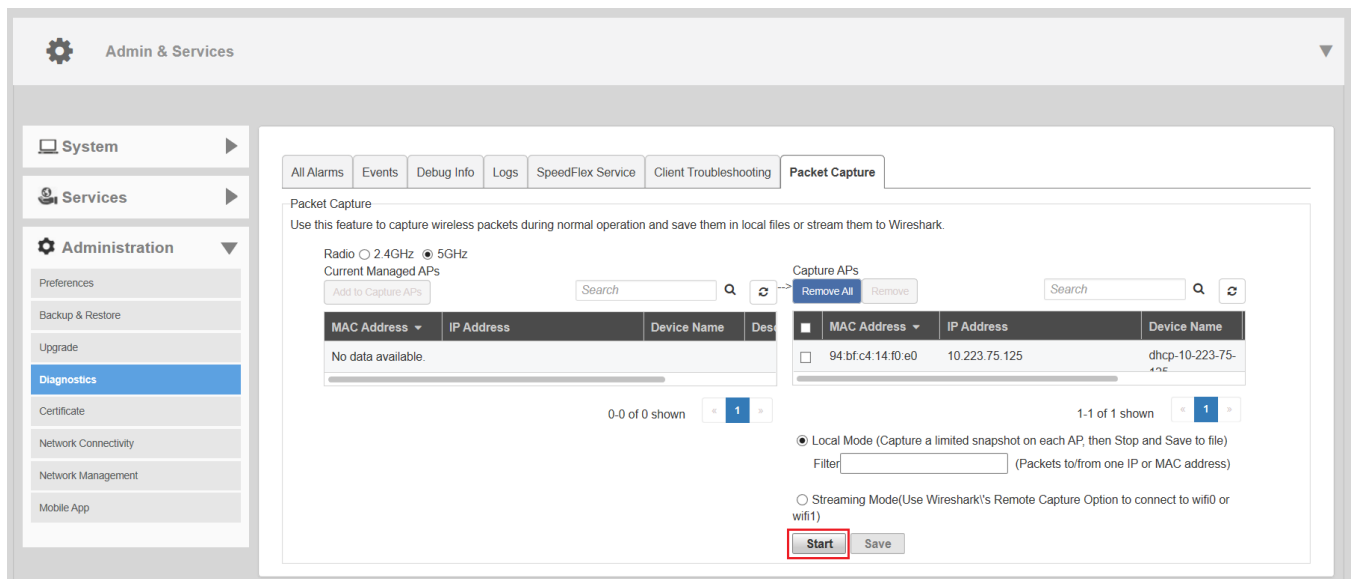 Admin & Services
System
Services
Administration
Preferences
Backup & Restore
Upgrade
Diagnostics
Certificate
Network Connectivity
Network Management
Mobile App
All Alarms Events Debug Info Logs SpeedFlex Service Client Troubleshooting Packet Capture
Packet Capture
Use this feature to capture wireless packets during normal operation and save them in local files or stream them to Wireshark.
Radio 2.4GHz 5GHz
Current Managed APs
Add to Capture APs Search
MAC Address IP Address Device Name Desc
No data available.
0-0 of 0 shown « 1 »
-->
Capture APs
Remove All Remove Search
MAC Address IP Address Device Name
94:bf:c4:14:f0:e0 10.223.75.125 dhcp-10-223-75-
125
1-1 of 1 shown « 1 »
Local Mode (Capture a limited snapshot on each AP, then Stop and Save to file)
Filter (Packets to/from one IP or MAC address)
Streaming Mode(Use Wireshark\'s Remote Capture Option to connect to wifi0 or
wifi1)
Start Save